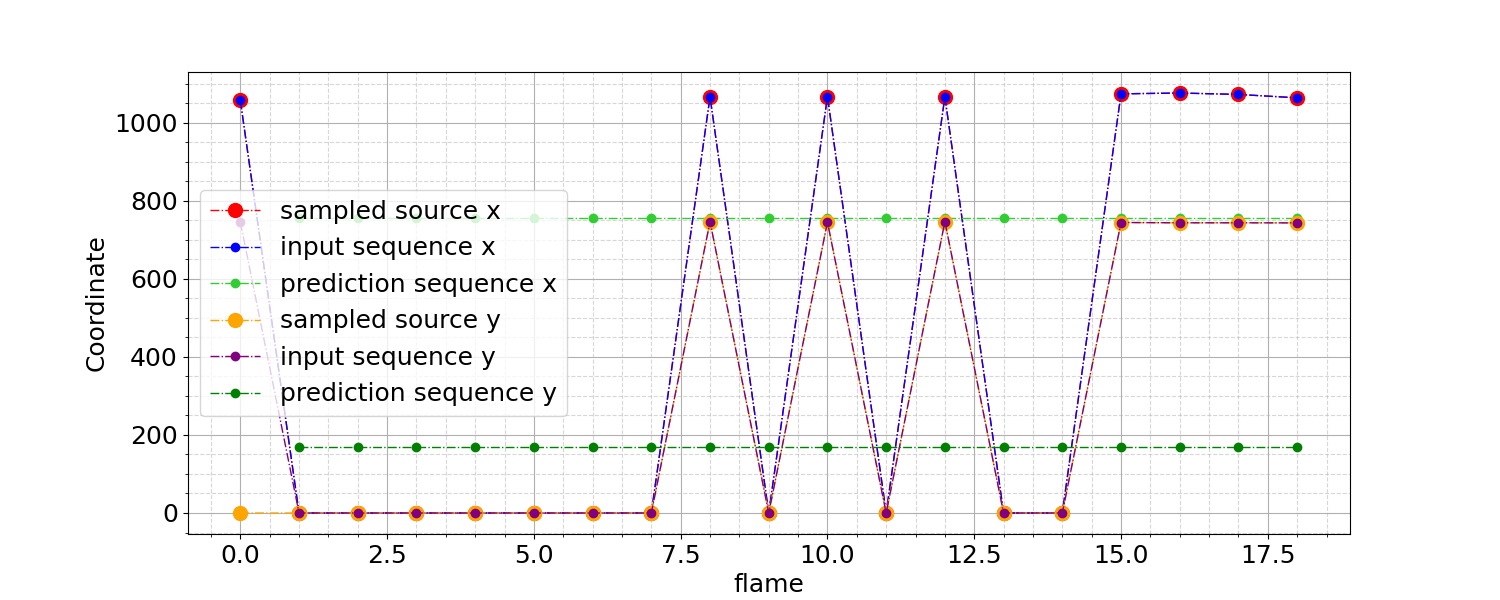 1000
800
600
400
200
0
Coordinate
sampled source x
input sequence x
prediction sequence x
sampled source y
input sequence y
prediction sequence y
0.0 2.5 5.0 7.5 10.0 12.5 15.0 17.5
flame